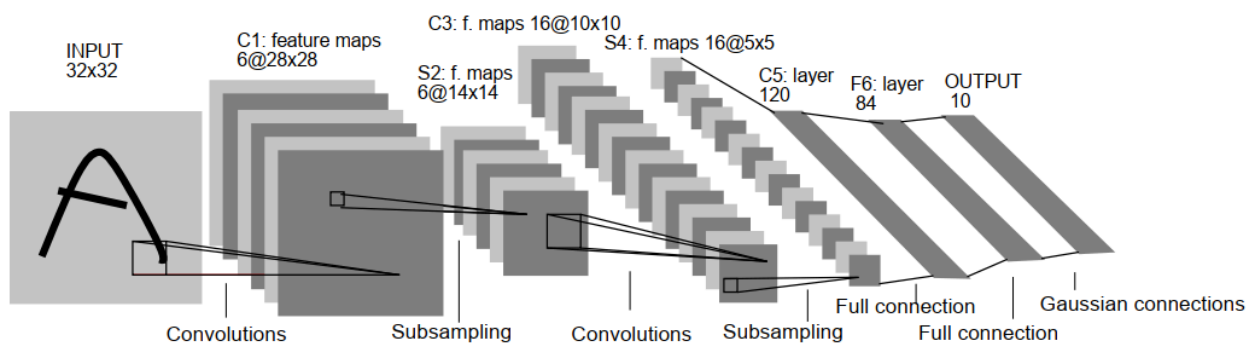 INPUT
32x32
C1: feature maps
6@28x28
S2: f. maps
6@14x14
C3: f. maps 16@10x10
S4: f. maps 16@5x5
C5: layer
120
F6: layer
84
OUTPUT
10
Convolutions
Subsampling
Convolutions
Subsampling
Full connection
Full connection
Gaussian connections